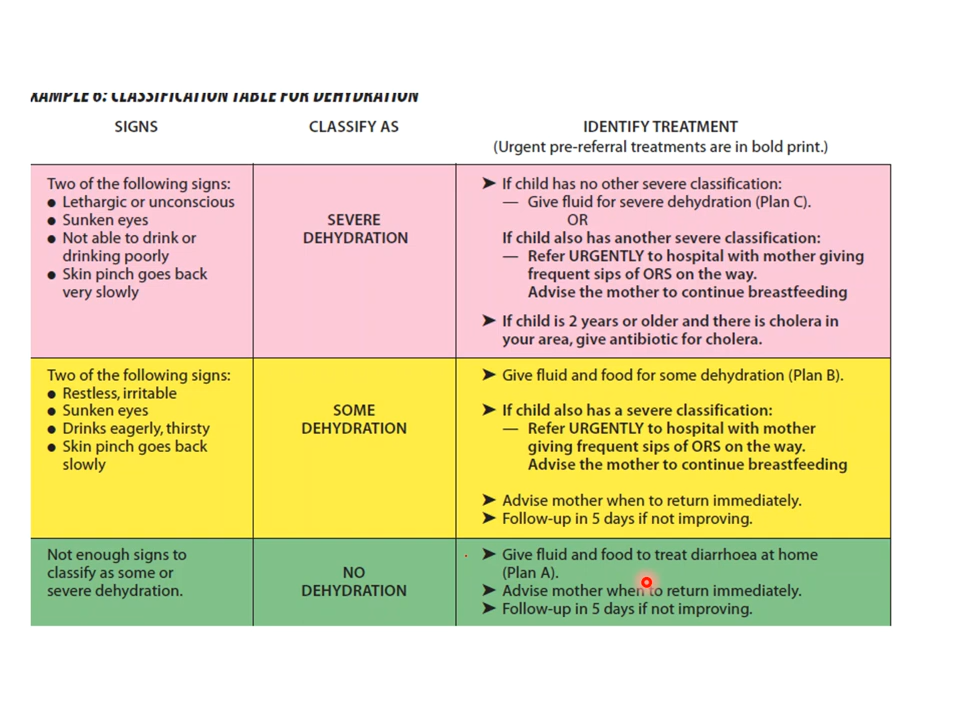 XAMPLE 6: CLASSIFICATION TABLE FOR DEHYDRATION
SIGNS
CLASSIFY AS
IDENTIFY TREATMENT
(Urgent pre-referral treatments are in bold print.)
Two of the following signs:
● Lethargic or unconscious
● Sunken eyes
● Not able to drink or
drinking poorly
● Skin pinch goes back
very slowly
SEVERE
DEHYDRATION
➤ If child has no other severe classification:
— Give fluid for severe dehydration (Plan C).
OR
If child also has another severe classification:
— Refer URGENTLY to hospital with mother giving
frequent sips of ORS on the way.
Advise the mother to continue breastfeeding
➤ If child is 2 years or older and there is cholera in
your area, give antibiotic for cholera.
Two of the following signs:
● Restless, irritable
● Sunken eyes
● Drinks eagerly, thirsty
● Skin pinch goes back
slowly
SOME
DEHYDRATION
➤ Give fluid and food for some dehydration (Plan B).
➤ If child also has a severe classification:
— Refer URGENTLY to hospital with mother
giving frequent sips of ORS on the way.
Advise the mother to continue breastfeeding
➤ Advise mother when to return immediately.
➤ Follow-up in 5 days if not improving.
Not enough signs to
classify as some or
severe dehydration.
NO
DEHYDRATION
➤ Give fluid and food to treat diarrhoea at home
(Plan A).
➤ Advise mother when to return immediately.
➤ Follow-up in 5 days if not improving.